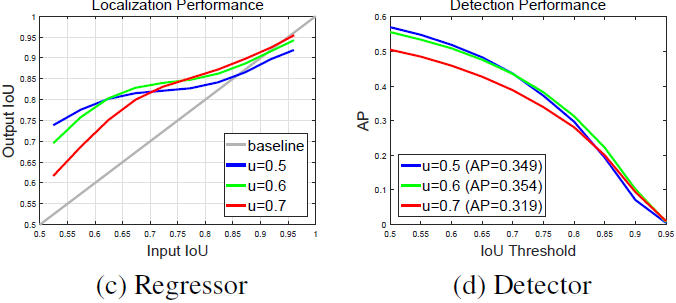 Localization Performance
1
0.95
0.9
0.85
0.8
0.75
0.7
0.65
0.6
0.55
0.5
Output IoU
baseline
u=0.5
u=0.6
u=0.7
0.5 0.55 0.6 0.65 0.7 0.75 0.8 0.85 0.9 0.95 1
Input IoU
(c) Regressor
Detection Performance
0.6
0.5
0.4
0.3
0.2
0.1
0
AP
u=0.5 (AP=0.349)
u=0.6 (AP=0.354)
u=0.7 (AP=0.319)
0.5 0.55 0.6 0.65 0.7 0.75 0.8 0.85 0.9 0.95
IoU Threshold
(d) Detector